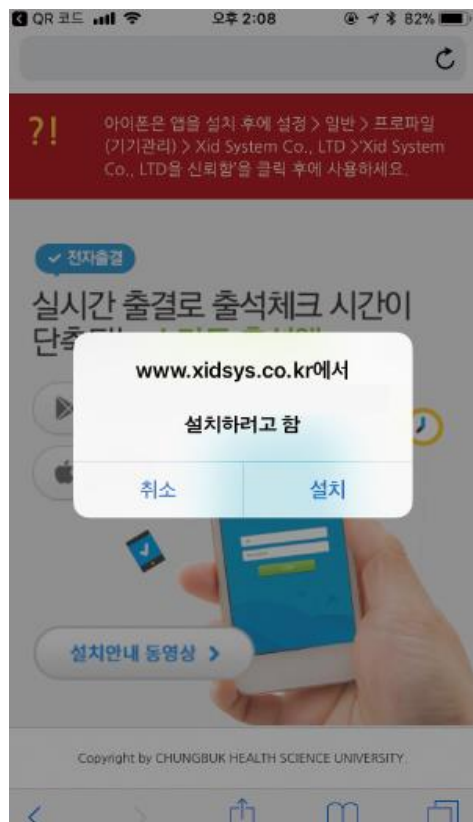 QR 코드
오후 2:08
82%
?!
아이폰은 앱을 설치 후에 설정 > 일반 > 프로파일
(기기관리) > Xid System Co., LTD >'Xid System
Co., LTD을 신뢰함'을 클릭 후에 사용하세요.
전자출결
실시간 출결로 출석체크 시간이
www.xidsys.co.kr에서
설치하려고 함
취소
설치
설치안내 동영상 >
Copyright by CHUNGBUK HEALTH SCIENCE UNIVERSITY.